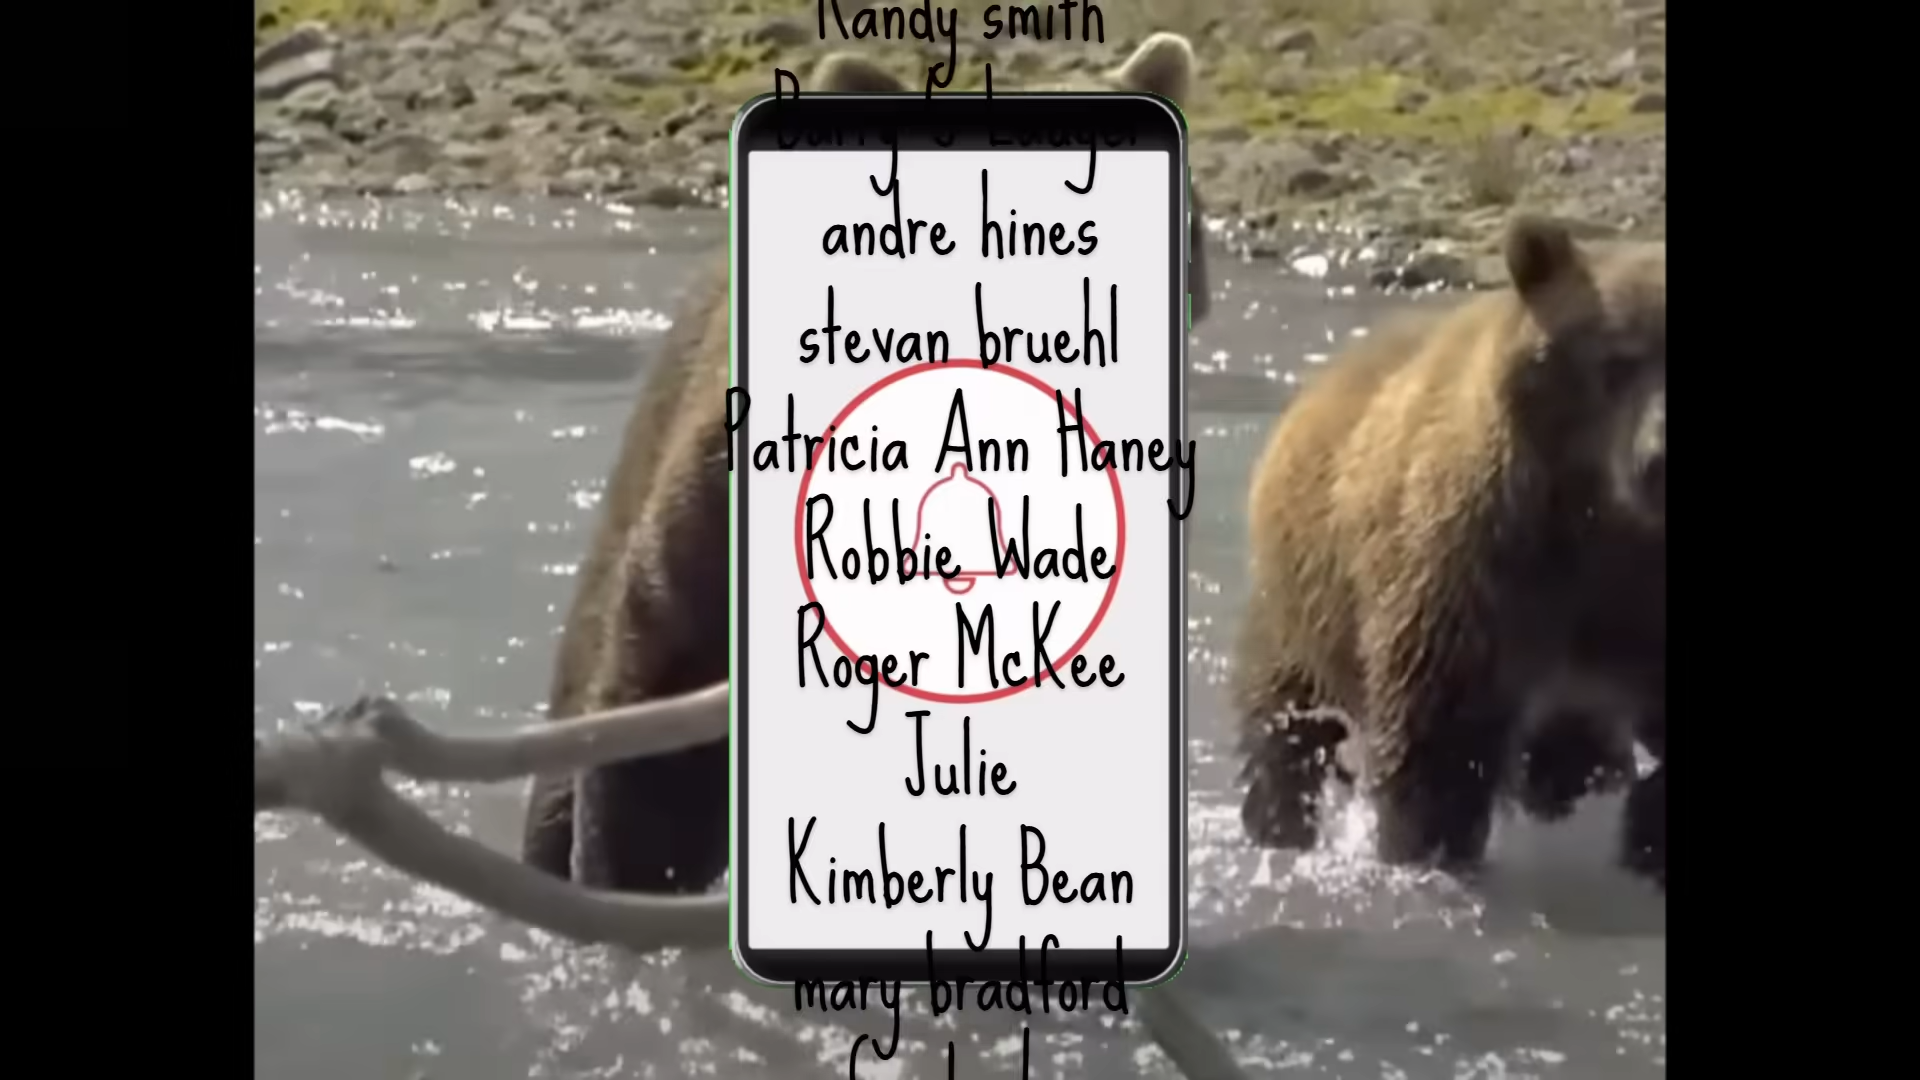 Randy smith
andre hines
stevan bruehl
Patricia Ann Haney
Robbie Wade
Roger McKee
Julie
Kimberly Bean
mary bradford